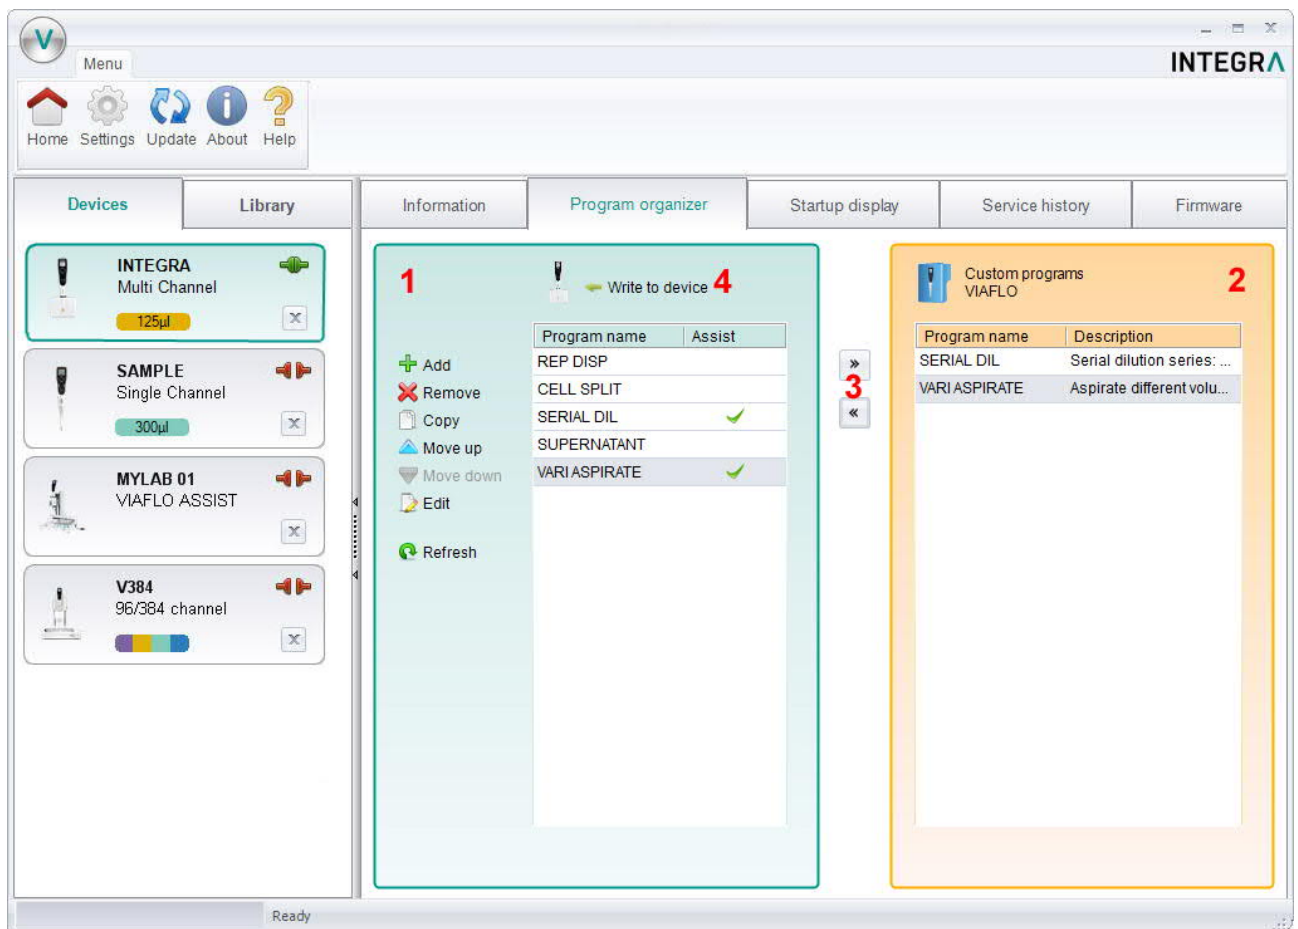 V
Menu
INTEGRA
Home Settings Update About Help
Devices Library
Information Program organizer Startup display Service history Firmware
INTEGRA
Multi Channel
125µl
SAMPLE
Single Channel
300µl
MYLAB 01
VIAFLO ASSIST
V384
96/384 channel
1
Write to device 4
Add
Remove
Copy
Move up
Move down
Edit
Refresh
Program name Assist
REP DISP
CELL SPLIT
SERIAL DIL
SUPERNATANT
VARI ASPIRATE
»
3
«
Custom programs
VIAFLO
2
Program name Description
SERIAL DIL Serial dilution series: ...
VARI ASPIRATE Aspirate different volu...
Ready